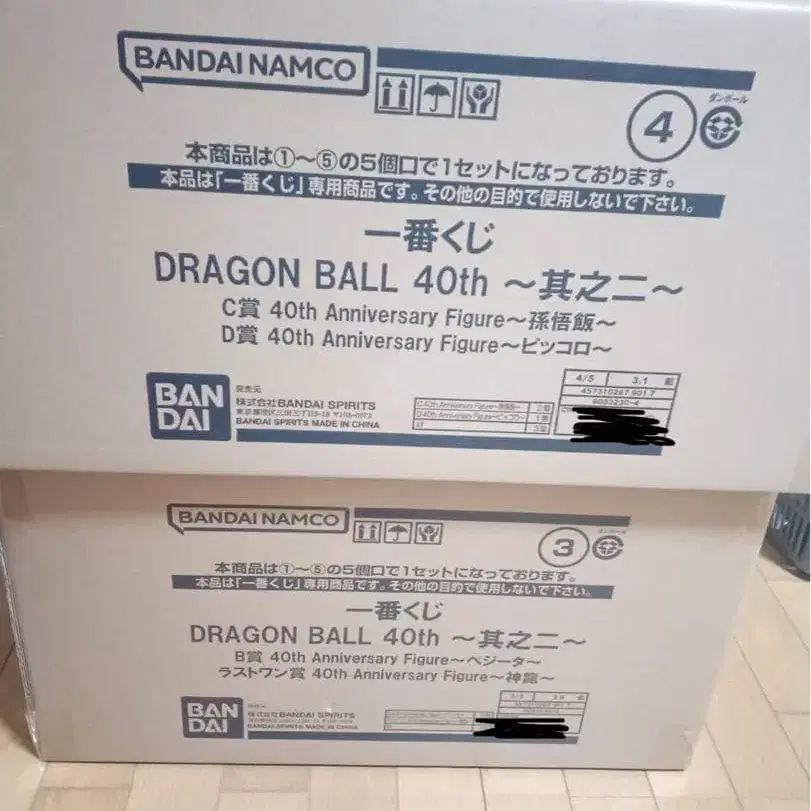 BANDAI NAMCO
④
ダンボール
本商品は①～⑤の5個口で1セットになっております。
本品は「一番くじ」専用商品です。その他の目的で使用しないで下さい。
一番くじ
DRAGON BALL 40th ～其之二～
C賞 40th Anniversary Figure～孫悟飯～
D賞 40th Anniversary Figure～ピッコロ～
BAN
DAI
発売元
株式会社BANDAI SPIRITS
BANDAI SPIRITS MADE IN CHINA
4/5 3.1
BANDAI NAMCO
③
本商品は①～⑤の5個口で1セットになっております。
本品は「一番くじ」専用商品です。その他の目的で使用しないで下さい。
一番くじ
DRAGON BALL 40th ～其之二～
B賞 40th Anniversary Figure～ベジータ～
ラストワン賞 40th Anniversary Figure～神龍～
BAN
DAI
株式会社BANDAI SPIRITS
BANDAI SPIRITS MADE IN CHINA